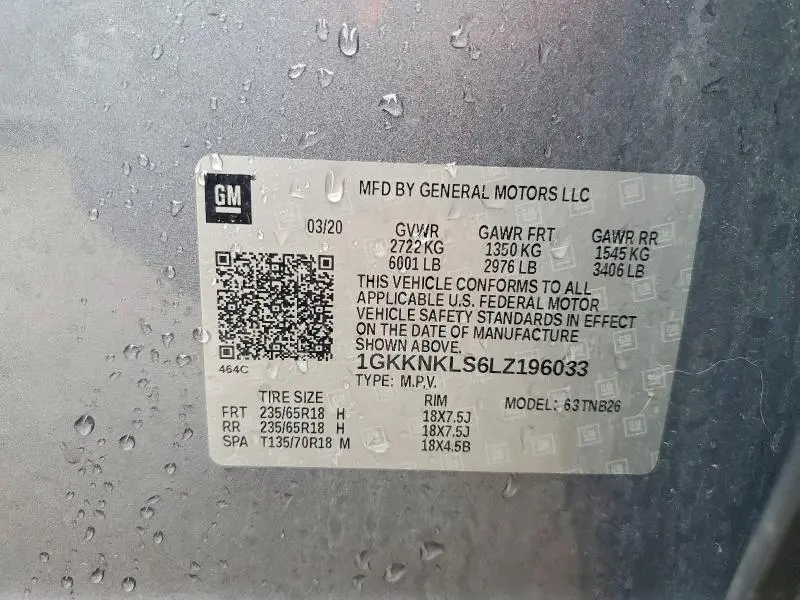 GM
MFD BY GENERAL MOTORS LLC
03/20 GVWR GAWR FRT GAWR RR
2722 KG 1350 KG 1545 KG
6001 LB 2976 LB 3406 LB
THIS VEHICLE CONFORMS TO ALL
APPLICABLE U.S. FEDERAL MOTOR
VEHICLE SAFETY STANDARDS IN EFFECT
ON THE DATE OF MANUFACTURE
SHOWN ABOVE.
464C
1GKKNKLS6LZ196033
TYPE: M.P.V.
TIRE SIZE RIM MODEL: 63TNB26
FRT 235/65R18 H 18X7.5J
RR 235/65R18 H 18X7.5J
SPA T135/70R18 M 18X4.5B